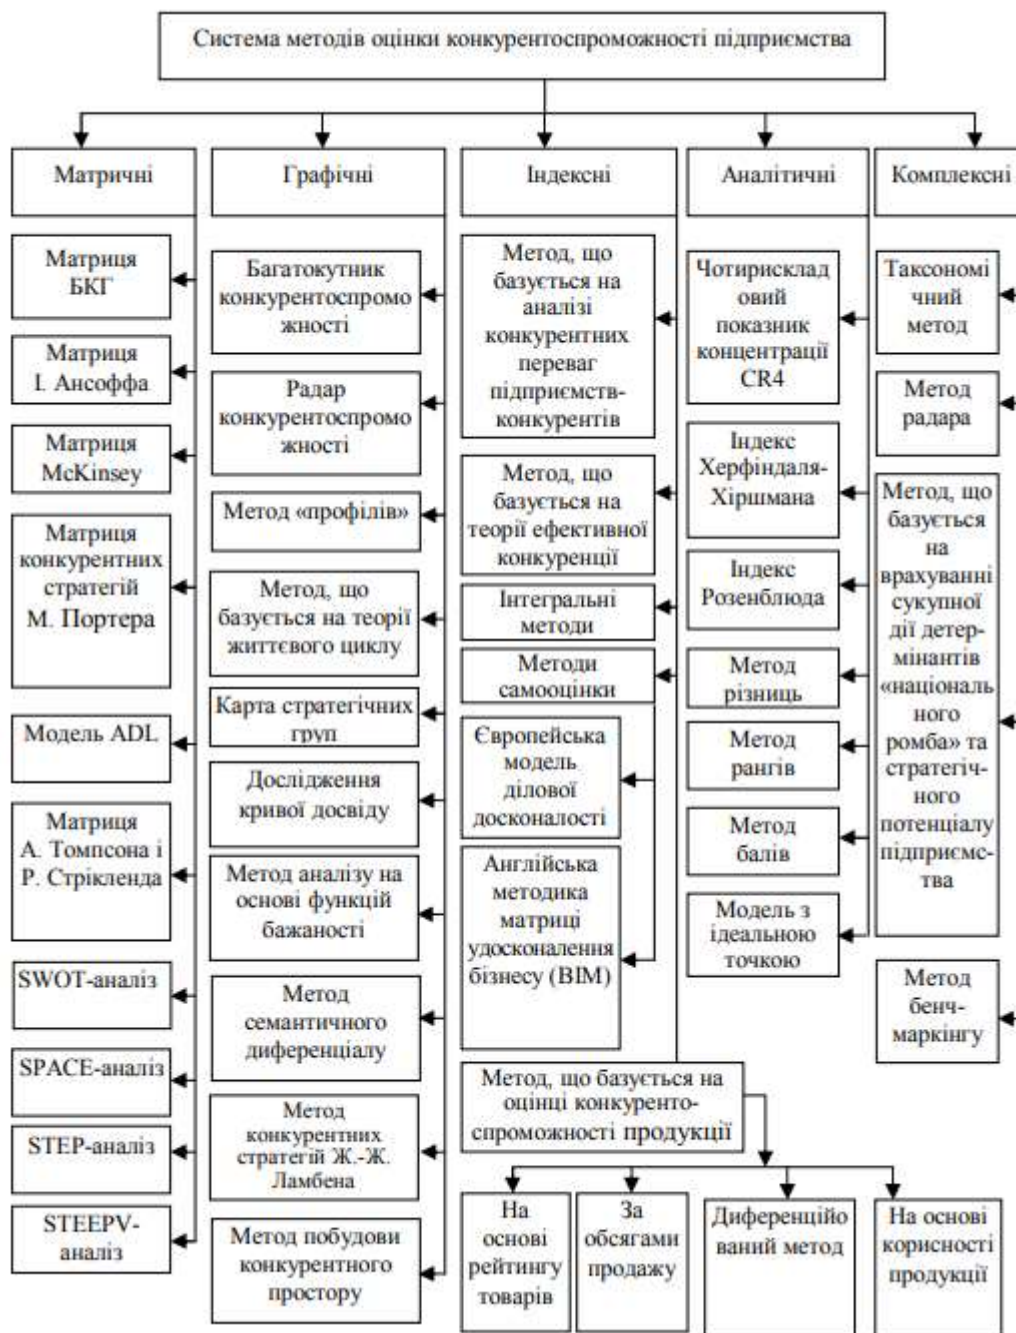 Система методів оцінки конкурентоспроможності підприємства
Матричні
Графічні
Індексні
Аналітичні
Комплексні
Матриця
БКГ
Матриця
І. Ансоффа
Матриця
McKinsey
Матриця
конкурентних
стратегій
М. Портера
Модель ADL
Матриця
А. Томпсона і
Р. Стрікленда
SWOT-аналіз
SPACE-аналіз
STEP-аналіз
STEEPV-
аналіз
Багатокутник
конкурентоспромо
жності
Радар
конкурентоспромо
жності
Метод «профілів»
Метод, що
базується на теорії
життєвого циклу
Карта стратегічних
груп
Дослідження
кривої досвіду
Метод аналізу на
основі функцій
бажаності
Метод
семантичного
диференціалу
Метод
конкурентних
стратегій Ж.-Ж.
Ламбена
Метод побудови
конкурентного
простору
Метод, що
базується на
аналізі
конкурентних
переваг
підприємств-
конкурентів
Метод, що
базується на
теорії ефективної
конкуренції
Інтегральні
методи
Методи
самооцінки
Європейська
модель
ділової
досконалості
Англійська
методика
матриці
удосконалення
бізнесу (BIM)
Метод, що базується на
оцінці конкуренто-
спроможності продукції
На
основі
рейтингу
товарів
За
обсягами
продажу
Диференційо
ваний метод
На основі
корисності
продукції
Чотирисклад
овий
показник
концентрації
CR4
Індекс
Херфіндаля-
Хіршмана
Індекс
Розенблюда
Метод
різниць
Метод
рангів
Метод
балів
Модель з
ідеальною
точкою
Таксономі
чний
метод
Метод
радара
Метод, що
базується
на
врахуванні
сукупної
дії детер-
мінантів
«національ
ного
ромба» та
стратегіч-
ного
потенціалу
підприємс-
тва
Метод
бенч-
маркінгу